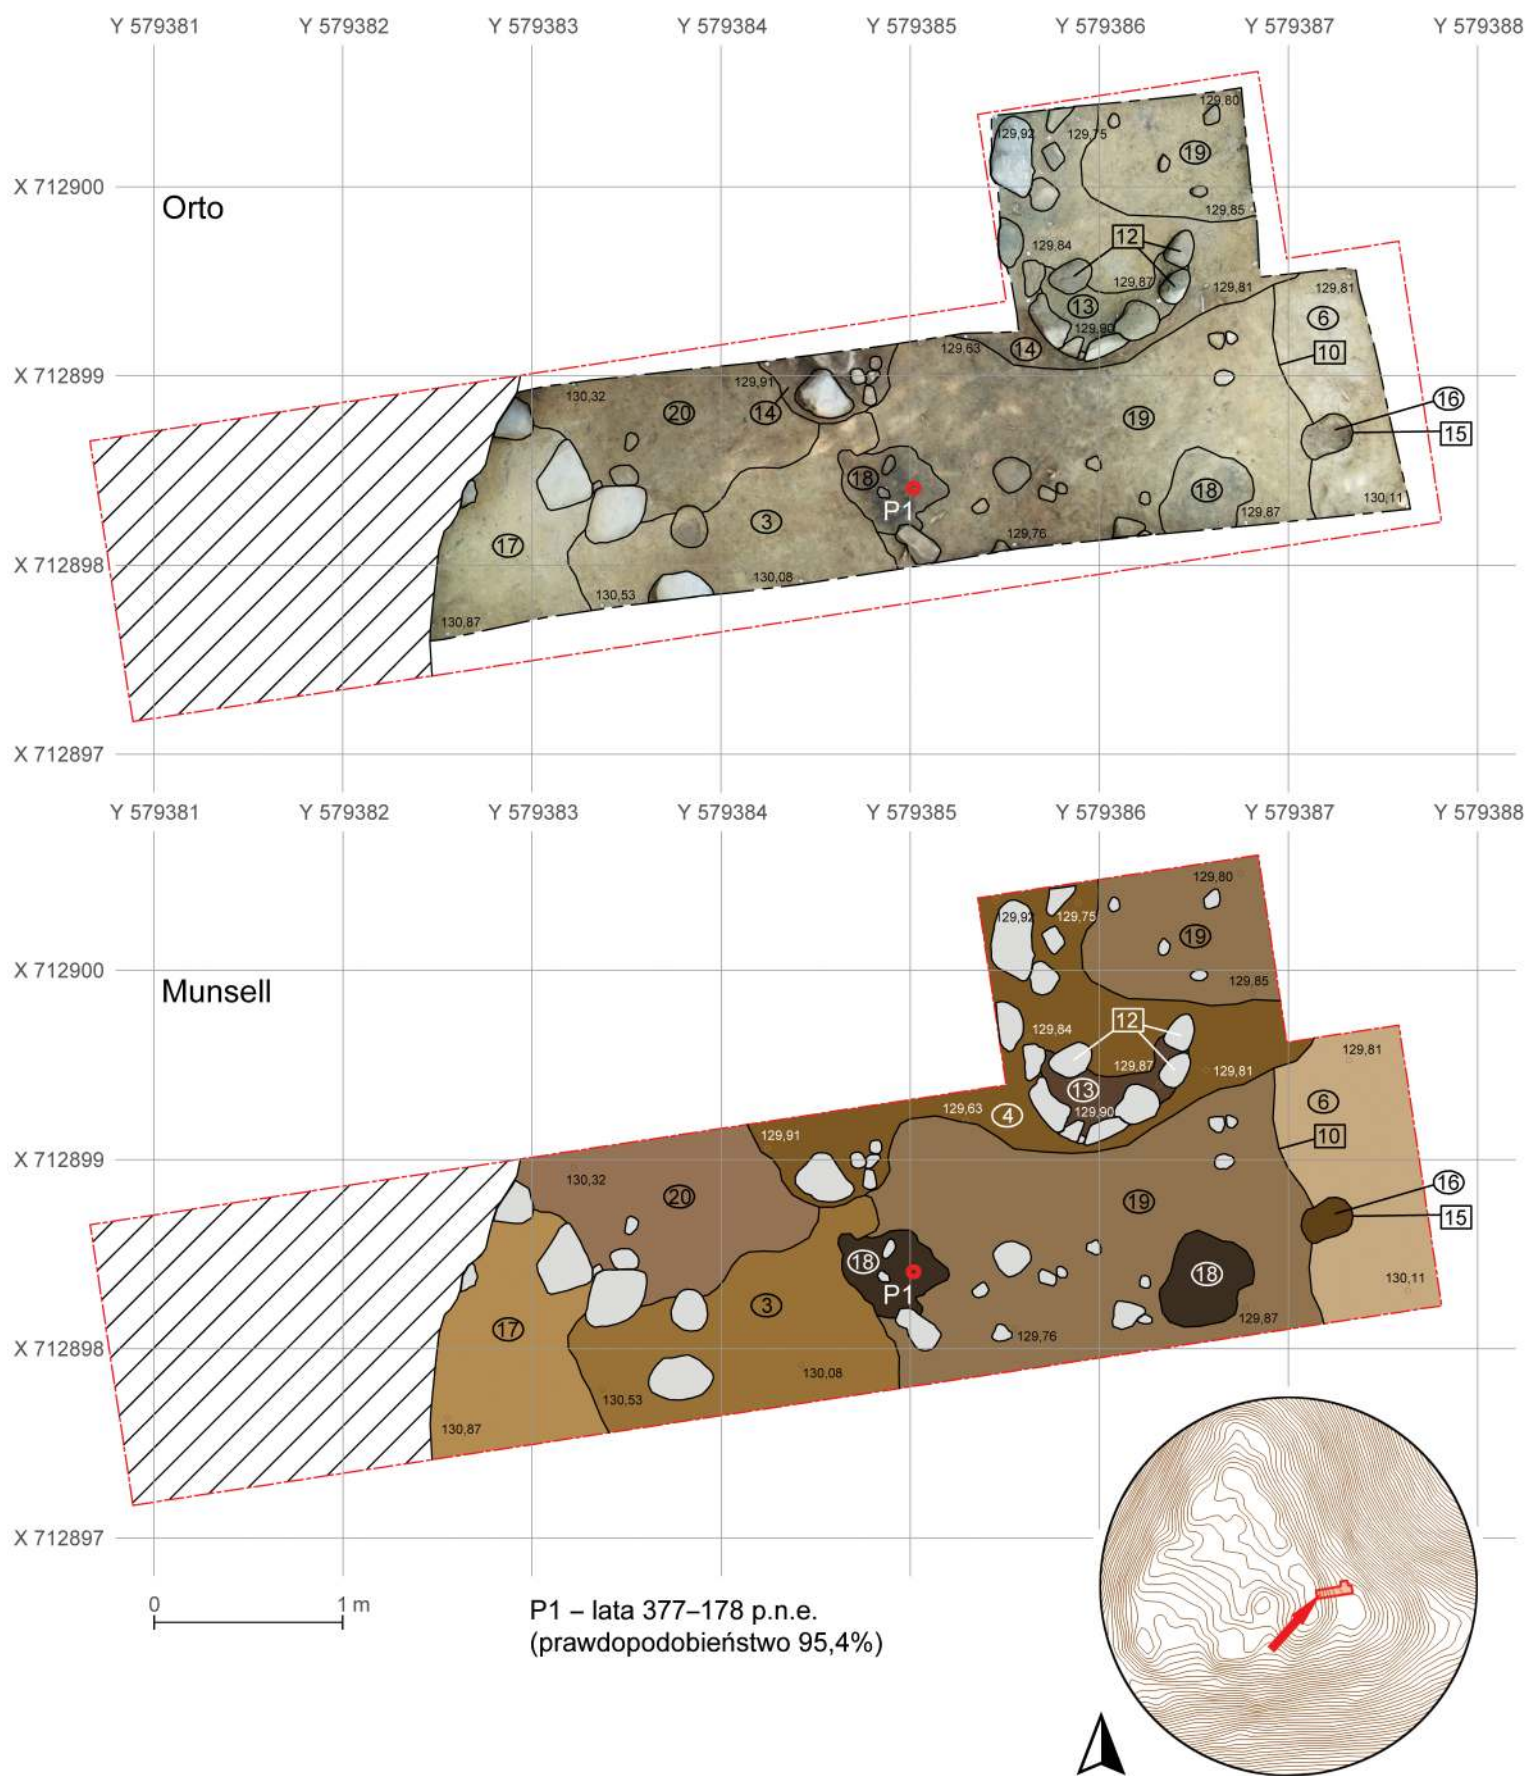 Y 579381 Y 579382 Y 579383 Y 579384 Y 579385 Y 579386 Y 579387 Y 579388
129,80
129,92 129,75
19
X 712900
Orto
129,85
12
129,84
129,87 129,81 129,81
13
6
129,90
129,63 14
10
X 712899
129,91
130,32
16
20 14 19
15
18 18
P1
130,11
3
129,87
129,76
17
X 712898
130,08
130,53
130,87
X 712897
Y 579381 Y 579382 Y 579383 Y 579384 Y 579385 Y 579386 Y 579387 Y 579388
129,80
129,92 129,75
19
X 712900
129,85
Munsell
12
129,84
129,81
129,87 129,81
13
6
129,63 4 129,90
129,91
10
X 712899
130,32
16
20 19
15
18 18
130,11
P1
3
129,87
17
129,76
X 712898
130,08
130,53
130,87
X 712897
0 1 m
P1 – lata 377–178 p.n.e.
(prawdopodobieństwo 95,4%)